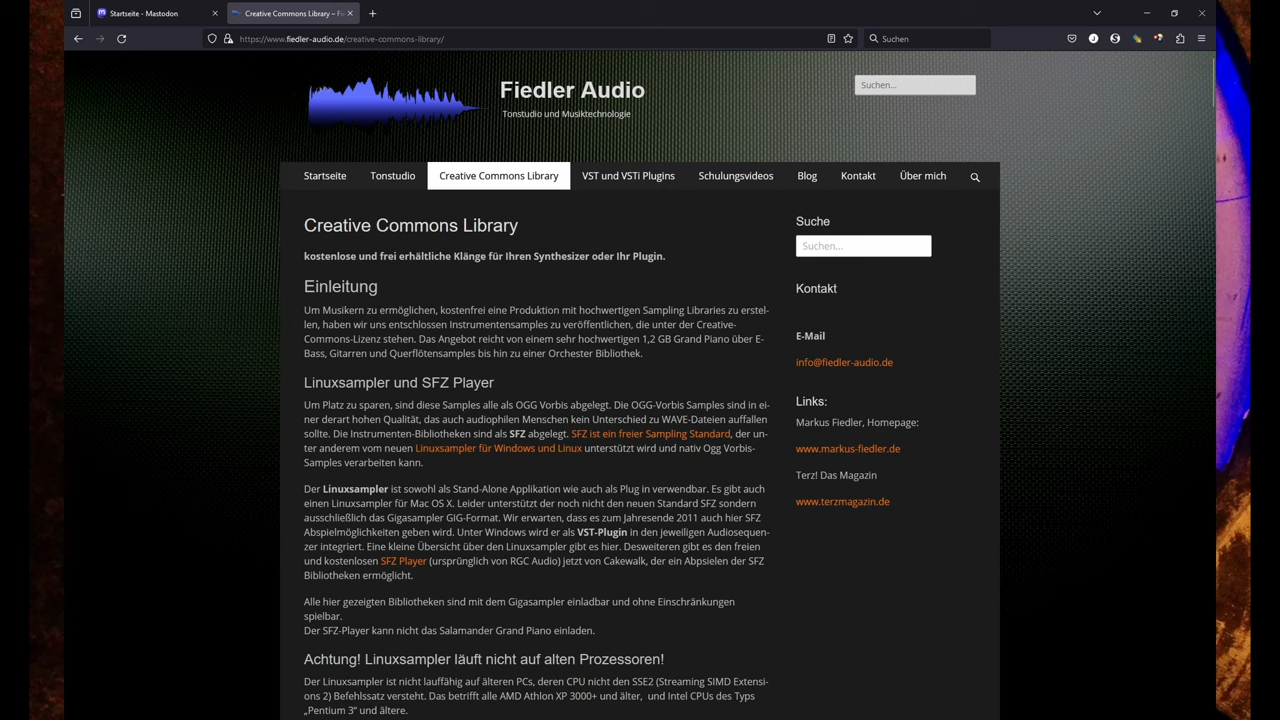 Startseite - Mastodon
Creative Commons Library – Fie
https://www.fiedler-audio.de/creative-commons-library/
Suchen
Fiedler Audio
Tonstudio und Musiktechnologie
Suchen...
Startseite
Tonstudio
Creative Commons Library
VST und VSTi Plugins
Schulungsvideos
Blog
Kontakt
Über mich
Creative Commons Library
kostenlose und frei erhältliche Klänge für Ihren Synthesizer oder Ihr Plugin.
Einleitung
Um Musikern zu ermöglichen, kostenfrei eine Produktion mit hochwertigen Sampling Libraries zu erstel-
len, haben wir uns entschlossen Instrumentensamples zu veröffentlichen, die unter der Creative-
Commons-Lizenz stehen. Das Angebot reicht von einem sehr hochwertigen 1,2 GB Grand Piano über E-
Bass, Gitarren und Querflötensamples bis hin zu einer Orchester Bibliothek.
Linuxsampler und SFZ Player
Um Platz zu sparen, sind diese Samples alle als OGG Vorbis abgelegt. Die OGG-Vorbis Samples sind in ei-
ner derart hohen Qualität, das auch audiophilen Menschen kein Unterschied zu WAVE-Dateien auffallen
sollte. Die Instrumenten-Bibliotheken sind als SFZ abgelegt. SFZ ist ein freier Sampling Standard, der un-
ter anderem vom neuen Linuxsampler für Windows und Linux unterstützt wird und nativ Ogg Vorbis-
Samples verarbeiten kann.
Der Linuxsampler ist sowohl als Stand-Alone Applikation wie auch als Plug in verwendbar. Es gibt auch
einen Linuxsampler für Mac OS X. Leider unterstützt der noch nicht den neuen Standard SFZ sondern
ausschließlich das Gigasampler GIG-Format. Wir erwarten, dass es zum Jahresende 2011 auch hier SFZ
Abspielmöglichkeiten geben wird. Unter Windows wird er als VST-Plugin in den jeweiligen Audiosequen-
zer integriert. Eine kleine Übersicht über den Linuxsampler gibt es hier. Desweiteren gibt es den freien
und kostenlosen SFZ Player (ursprünglich von RGC Audio) jetzt von Cakewalk, der ein Abspielen der SFZ
Bibliotheken ermöglicht.
Alle hier gezeigten Bibliotheken sind mit dem Gigasampler einladbar und ohne Einschränkungen
spielbar.
Der SFZ-Player kann nicht das Salamander Grand Piano einladen.
Achtung! Linuxsampler läuft nicht auf alten Prozessoren!
Der Linuxsampler ist nicht lauffähig auf älteren PCs, deren CPU nicht den SSE2 (Streaming SIMD Extensi-
ons 2) Befehlssatz versteht. Das betrifft alle AMD Athlon XP 3000+ und älter, und Intel CPUs des Typs
„Pentium 3“ und ältere.
Suche
Suchen...
Kontakt
E-Mail
info@fiedler-audio.de
Links:
Markus Fiedler, Homepage:
www.markus-fiedler.de
Terz! Das Magazin
www.terzmagazin.de